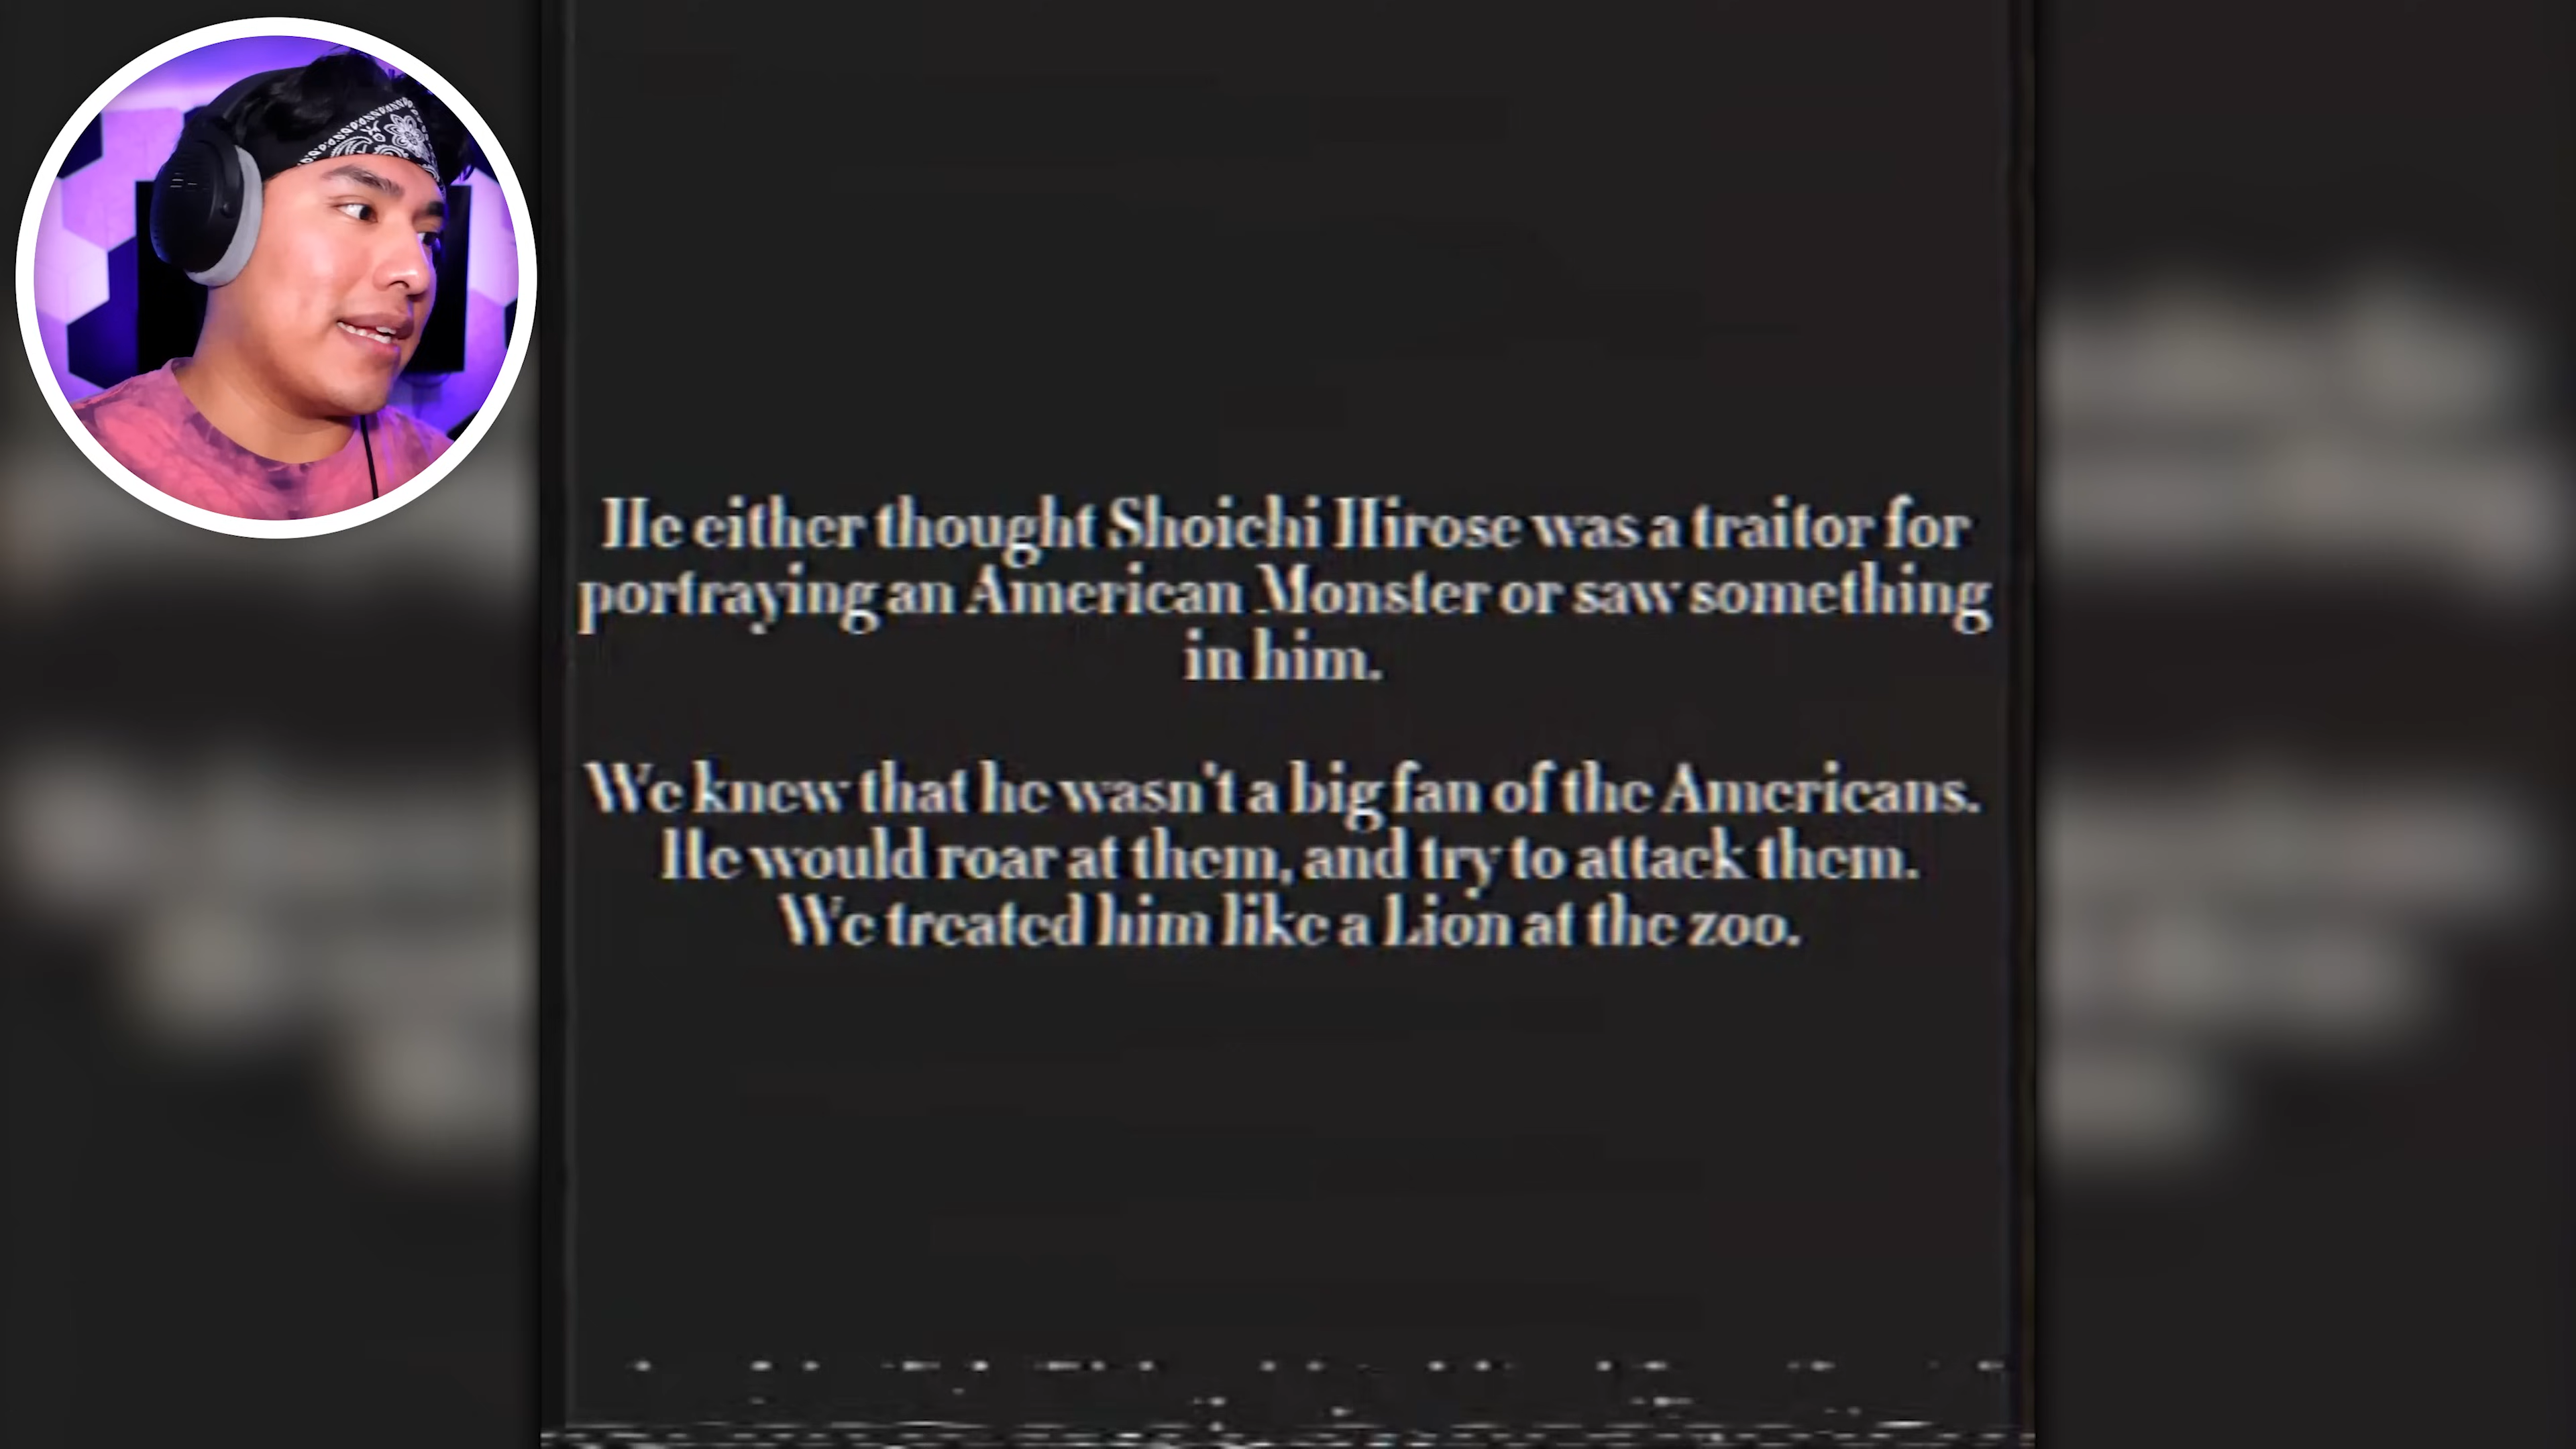 He either thought Shoichi Hirose was a traitor for
portraying an American Monster or saw something
in him.
We knew that he wasn't a big fan of the Americans.
He would roar at them, and try to attack them.
We treated him like a Lion at the zoo.